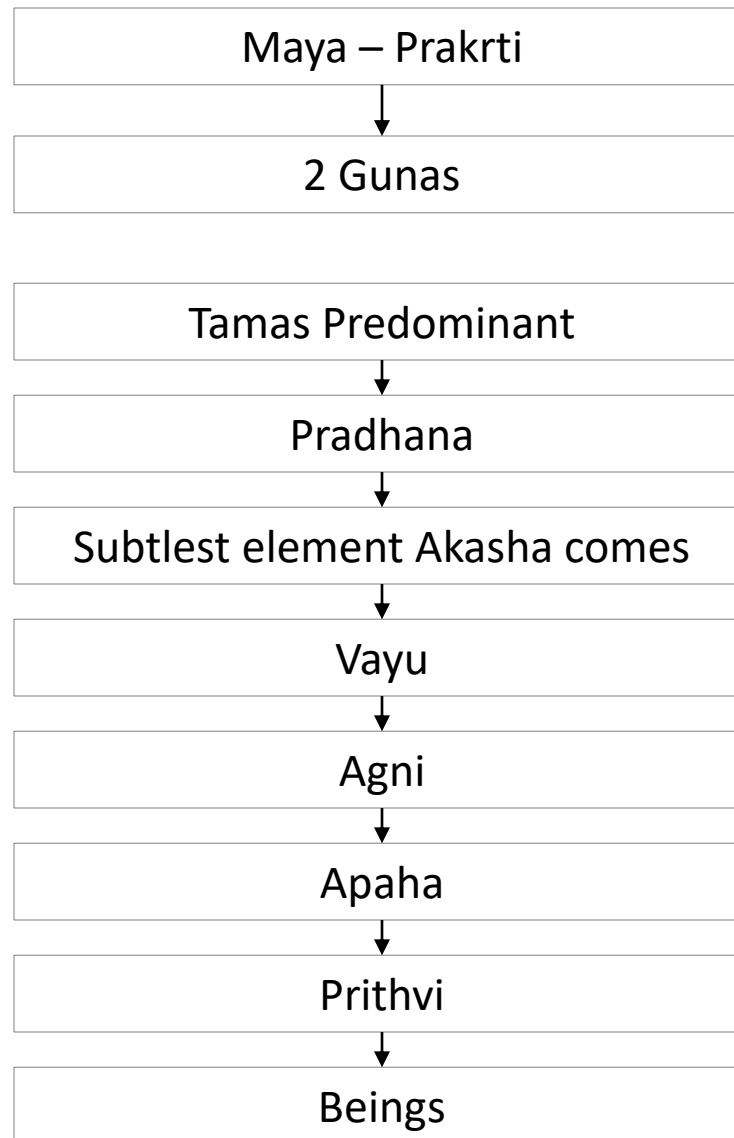 Maya – Prakrti
2 Gunas
Tamas Predominant
Pradhana
Subtlest element Akasha comes
Vayu
Agni
Apaha
Prithvi
Beings